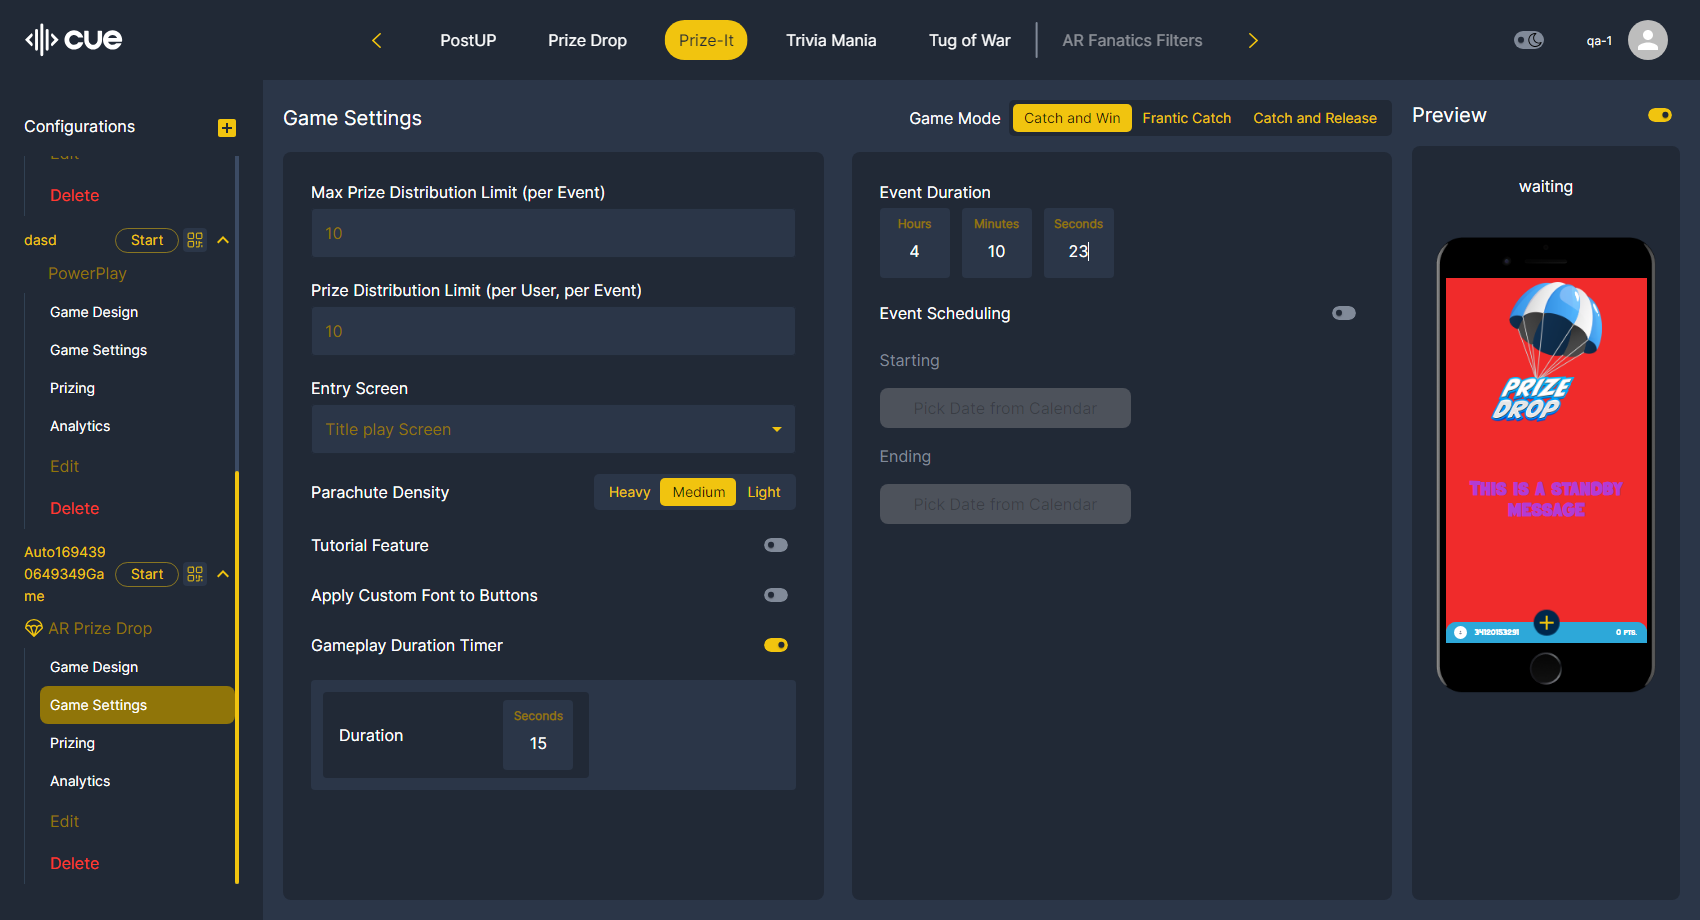 cue
PostUP
Prize Drop
Prize-It
Trivia Mania
Tug of War
AR Fanatics Filters
qa-1
Configurations
Edit
Delete
dasd
Start
PowerPlay
Game Design
Game Settings
Prizing
Analytics
Edit
Delete
Auto169439
0649349Ga
me
Start
AR Prize Drop
Game Design
Game Settings
Prizing
Analytics
Edit
Delete
Game Settings
Game Mode
Catch and Win
Frantic Catch
Catch and Release
Max Prize Distribution Limit (per Event)
10
Prize Distribution Limit (per User, per Event)
10
Entry Screen
Title play Screen
Parachute Density
Heavy
Medium
Light
Tutorial Feature
Apply Custom Font to Buttons
Gameplay Duration Timer
Duration
Seconds
15
Event Duration
Hours
4
Minutes
10
Seconds
23
Event Scheduling
Starting
Pick Date from Calendar
Ending
Pick Date from Calendar
Preview
waiting
PRIZE
DROP
THIS IS A STANDBY
MESSAGE
0 PTS.